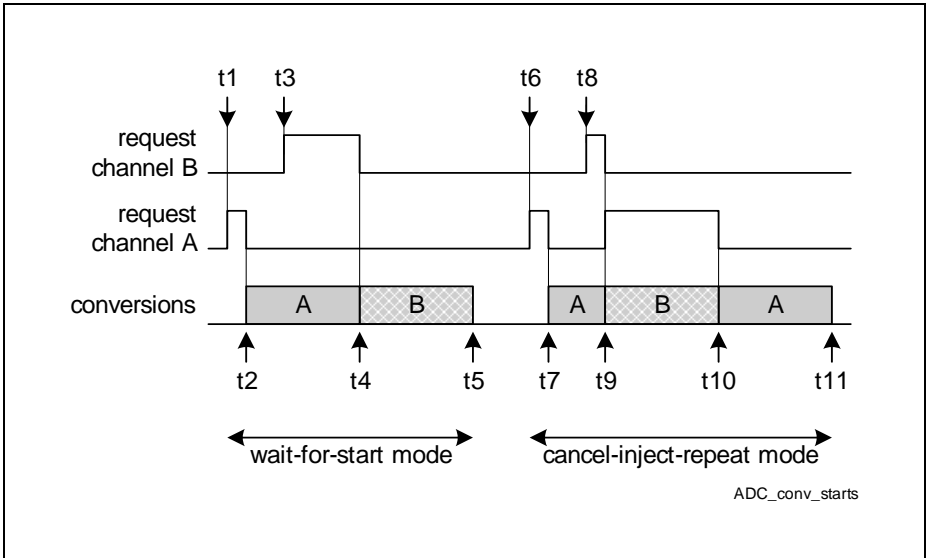 t1 t3 t6 t8
request
channel B
request
channel A
conversions A B A B A
t2 t4 t5 t7 t9 t10 t11
wait-for-start mode cancel-inject-repeat mode
ADC_conv_starts